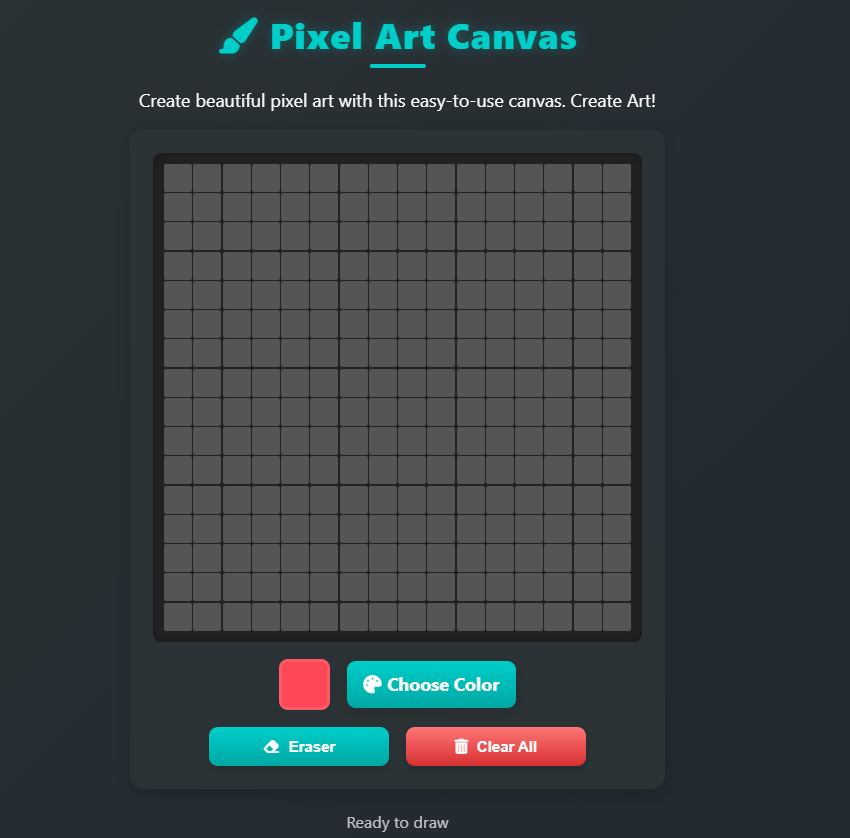 Pixel Art Canvas
Create beautiful pixel art with this easy-to-use canvas. Create Art!
Choose Color
Eraser
Clear All
Ready to draw